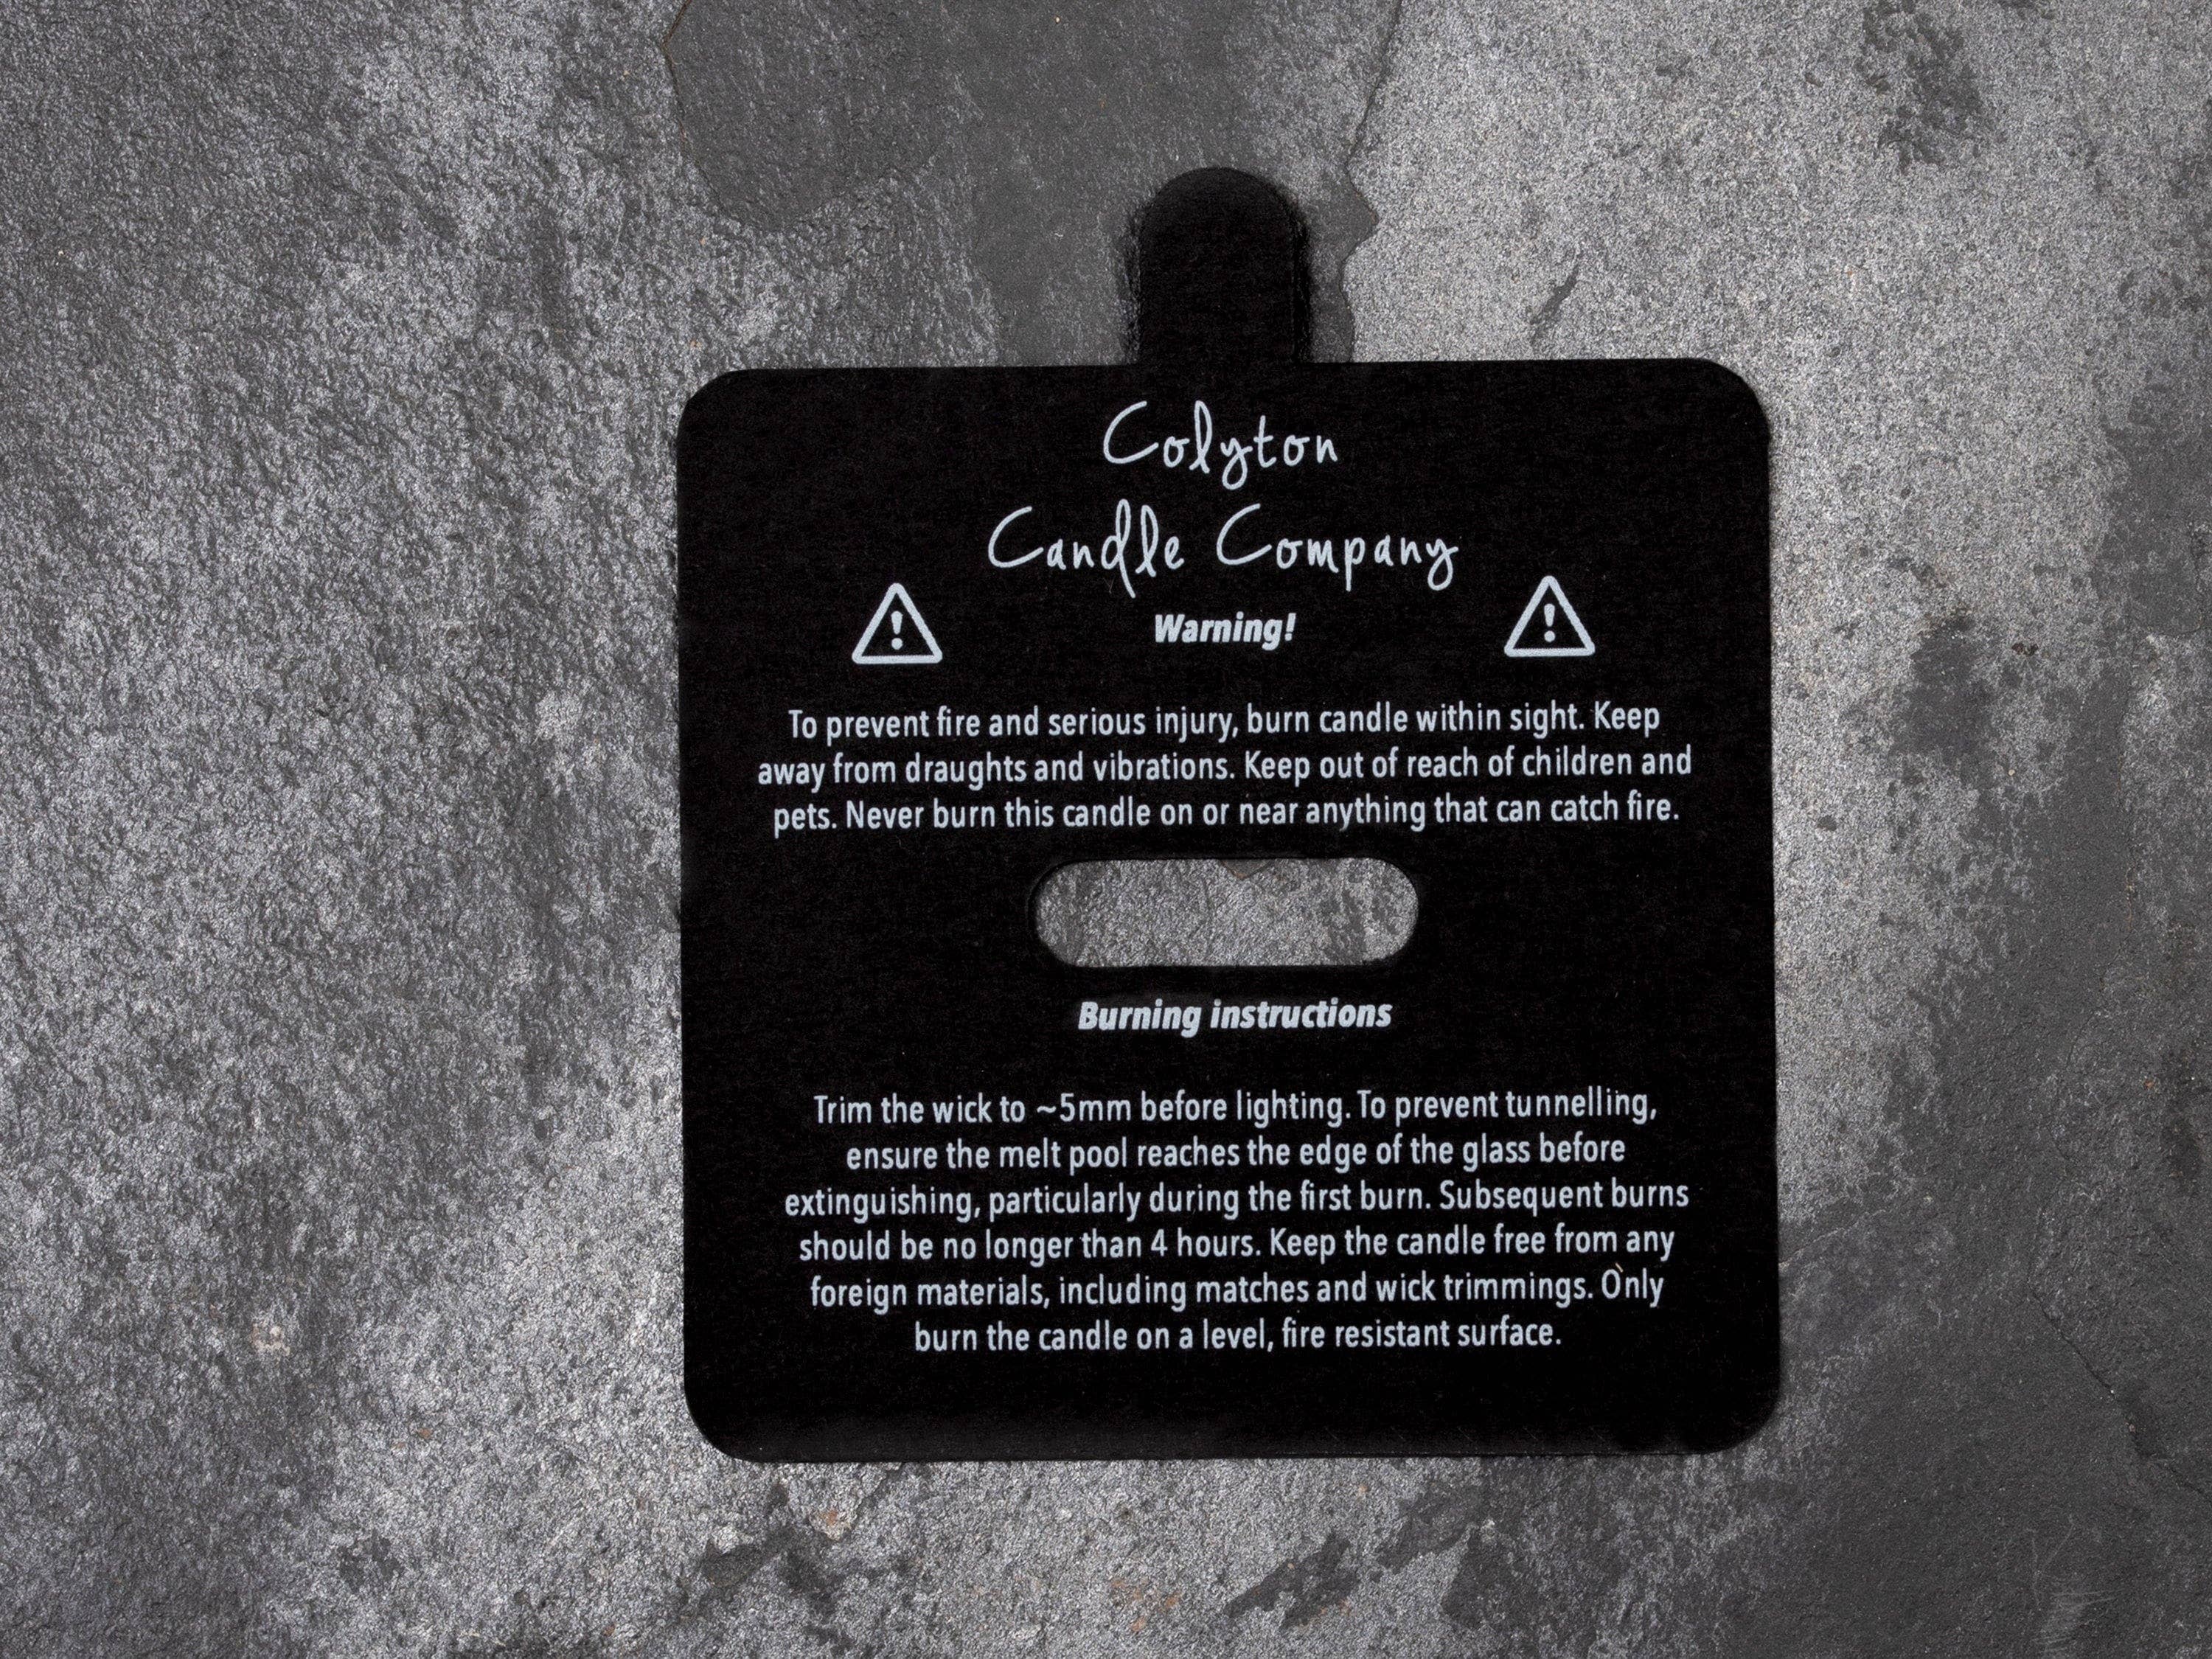 Colyton
Candle Company
Warning!
To prevent fire and serious injury, burn candle within sight. Keep
away from draughts and vibrations. Keep out of reach of children and
pets. Never burn this candle on or near anything that can catch fire.
Burning instructions
Trim the wick to ~5mm before lighting. To prevent tunnelling,
ensure the melt pool reaches the edge of the glass before
extinguishing, particularly during the first burn. Subsequent burns
should be no longer than 4 hours. Keep the candle free from any
foreign materials, including matches and wick trimmings. Only
burn the candle on a level, fire resistant surface.